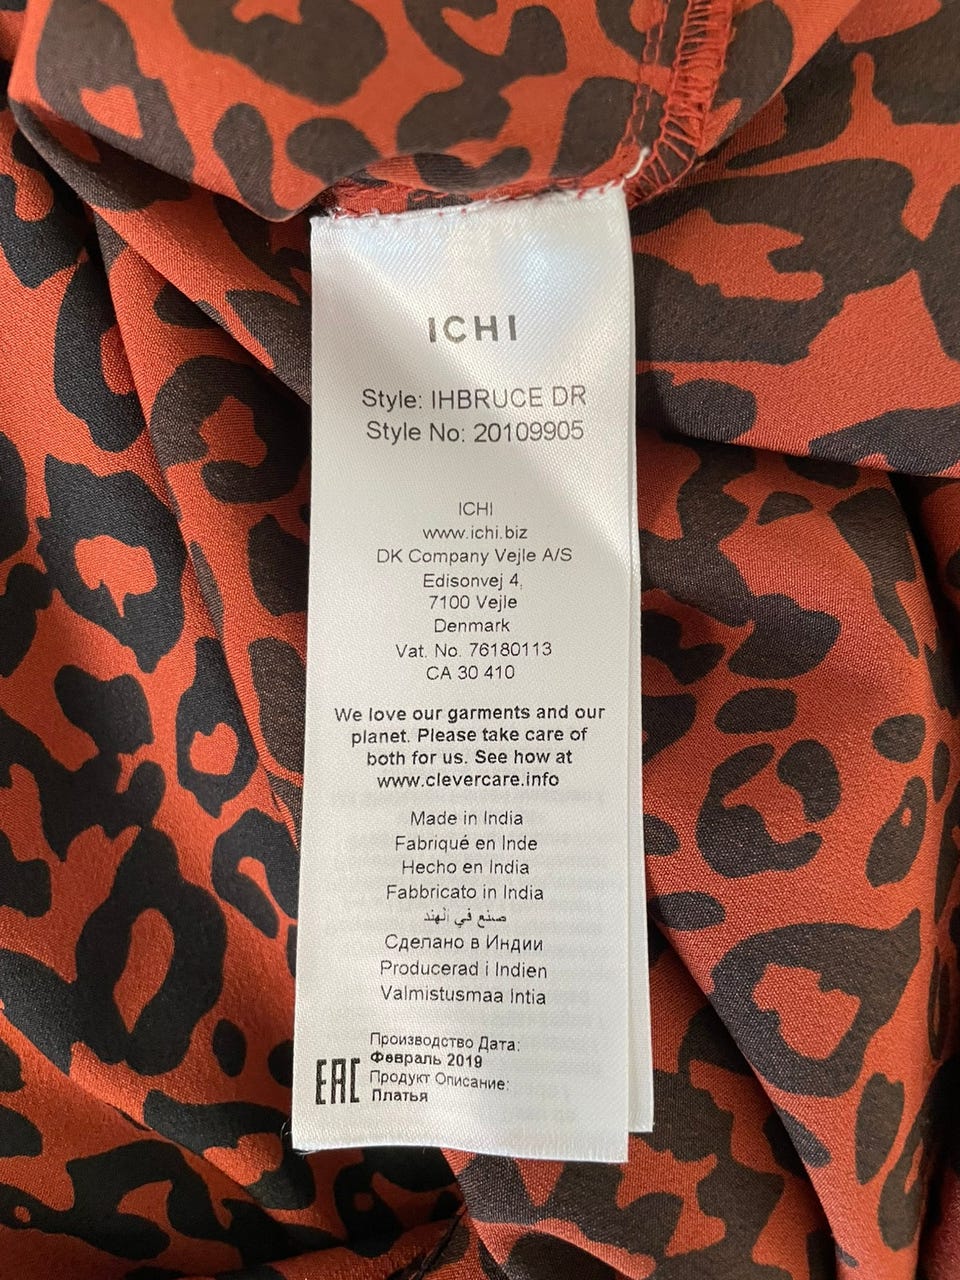 ICHI
Style: IHBRUCE DR
Style No: 20109905
ICHI
www.ichi.biz
DK Company Vejle A/S
Edisonvej 4,
7100 Vejle
Denmark
Vat. No. 76180113
CA 30 410
We love our garments and our
planet. Please take care of
both for us. See how at
www.clevercare.info
Made in India
Fabriqué en Inde
Hecho en India
Fabbricato in India
صنع في الهند
Сделано в Индии
Producerad i Indien
Valmistusmaa Intia
Производство Дата:
Февраль 2019
EAC Продукт Описание:
Платья